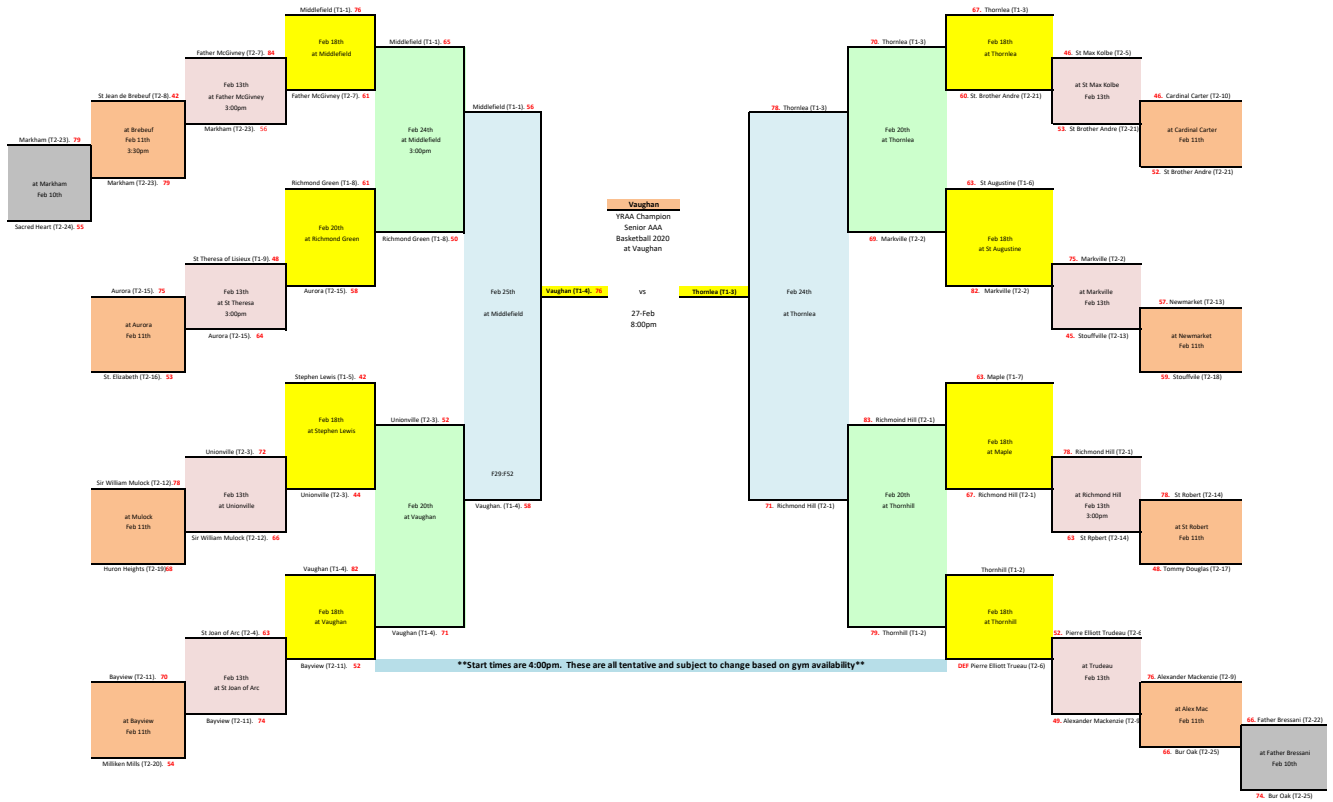 Middlefield (T1-1). 76
Feb 18th
at Middlefield
Father McGivney (T2-7). 61
Father McGivney (T2-7). 84
Feb 13th
at Father McGivney
3:00pm
Markham (T2-23). 56
St Jean de Brebeuf (T2-8). 42
at Brebeuf
Feb 11th
3:30pm
Markham (T2-23). 79
Markham (T2-23). 79
at Markham
Feb 10th
Sacred Heart (T2-24). 55
Middlefield (T1-1). 65
Feb 24th
at Middlefield
3:00pm
Richmond Green (T1-8). 50
Richmond Green (T1-8). 61
Feb 20th
at Richmond Green
Aurora (T2-15). 58
St Theresa of Lisieux (T1-9). 48
Feb 13th
at St Theresa
3:00pm
Aurora (T2-15). 64
Aurora (T2-15). 75
at Aurora
Feb 11th
St. Elizabeth (T2-16). 53
Middlefield (T1-1). 56
Feb 25th
at Middlefield
F29:F52
Vaughan. (T1-4). 58
Stephen Lewis (T1-5). 42
Feb 18th
at Stephen Lewis
Unionville (T2-3). 44
Unionville (T2-3). 72
Feb 13th
at Unionville
Sir William Mulock (T2-12). 66
Sir William Mulock (T2-12).78
at Mulock
Feb 11th
Huron Heights (T2-19)68
Unionville (T2-3). 52
Feb 20th
at Vaughan
Vaughan (T1-4). 71
Vaughan (T1-4). 82
Feb 18th
at Vaughan
Bayview (T2-11). 52
St Joan of Arc (T2-4). 63
Feb 13th
at St Joan of Arc
Bayview (T2-11). 74
Bayview (T2-11). 70
at Bayview
Feb 11th
Milliken Mills (T2-20). 54
Vaughan
YRAA Champion
Senior AAA
Basketball 2020
at Vaughan
Vaughan (T1-4). 76
vs
Thornlea (T1-3)
27-Feb
8:00pm
**Start times are 4:00pm. These are all tentative and subject to change based on gym availability**
78. Thornlea (T1-3)
Feb 24th
at Thornlea
71. Richmond Hill (T2-1)
70. Thornlea (T1-3)
Feb 20th
at Thornlea
69. Markville (T2-2)
67. Thornlea (T1-3)
Feb 18th
at Thornlea
60. St. Brother Andre (T2-21)
46. St Max Kolbe (T2-5)
at St Max Kolbe
Feb 13th
53. St Brother Andre (T2-21)
46. Cardinal Carter (T2-10)
at Cardinal Carter
Feb 11th
52. St Brother Andre (T2-21)
63. St Augustine (T1-6)
Feb 18th
at St Augustine
82. Markville (T2-2)
75. Markville (T2-2)
at Markville
Feb 13th
45. Stouffville (T2-13)
57. Newmarket (T2-13)
at Newmarket
Feb 11th
59. Stouffvile (T2-18)
83. Richmoind Hill (T2-1)
Feb 20th
at Thornhill
79. Thornhill (T1-2)
63. Maple (T1-7)
Feb 18th
at Maple
67. Richmond Hill (T2-1)
78. Richmond Hill (T2-1)
at Richmond Hill
Feb 13th
3:00pm
63 St Rpbert (T2-14)
78. St Robert (T2-14)
at St Robert
Feb 11th
48. Tommy Douglas (T2-17)
Thornhill (T1-2)
Feb 18th
at Thornhill
DEF Pierre Elliott Trueau (T2-6)
52. Pierre Elliott Trudeau (T2-6
at Trudeau
Feb 13th
49. Alexander Mackenzie (T2-9
76. Alexander Mackenzie (T2-9)
at Alex Mac
Feb 11th
66. Bur Oak (T2-25)
66. Father Bressani (T2-22)
at Father Bressani
Feb 10th
74. Bur Oak (T2-25)